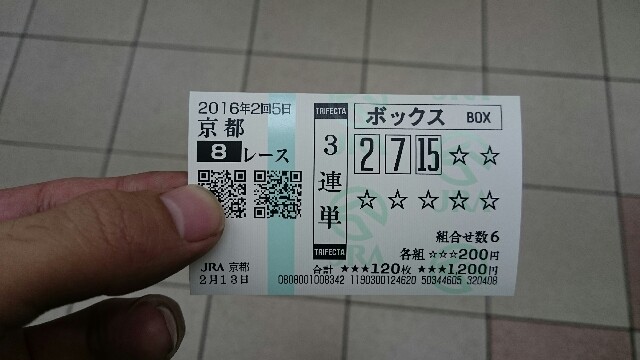 2016年2回5日
京都
8レース
JRA 京都
2月13日
TRIFECTA
3連単
TRIFECTA
ボックス BOX
2 7 15 ☆ ☆
☆ ☆ ☆ ☆ ☆
組合せ数6
各組 ☆☆☆200円
合計 ★★★120枚 ★★★1,200円
0808001008342 1190300124620 50344605 320408